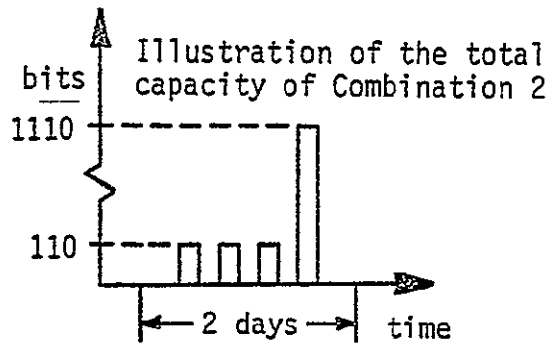 Illustration of the total
bits capacity of Combination 2
1110
110
2 days
time